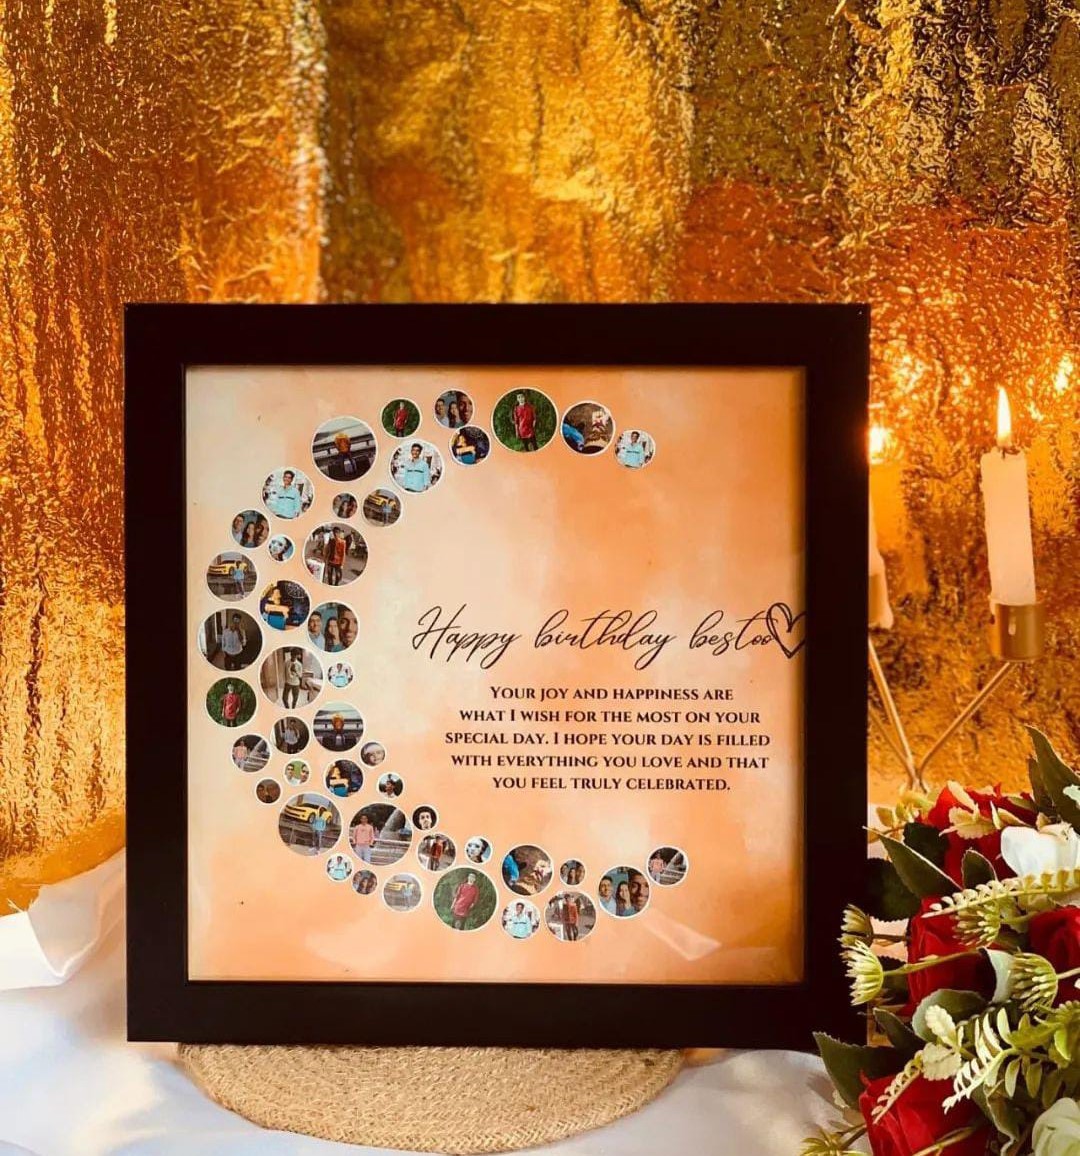 Happy birthday bestoo
YOUR JOY AND HAPPINESS ARE
WHAT I WISH FOR THE MOST ON YOUR
SPECIAL DAY. I HOPE YOUR DAY IS FILLED
WITH EVERYTHING YOU LOVE AND THAT
YOU FEEL TRULY CELEBRATED.